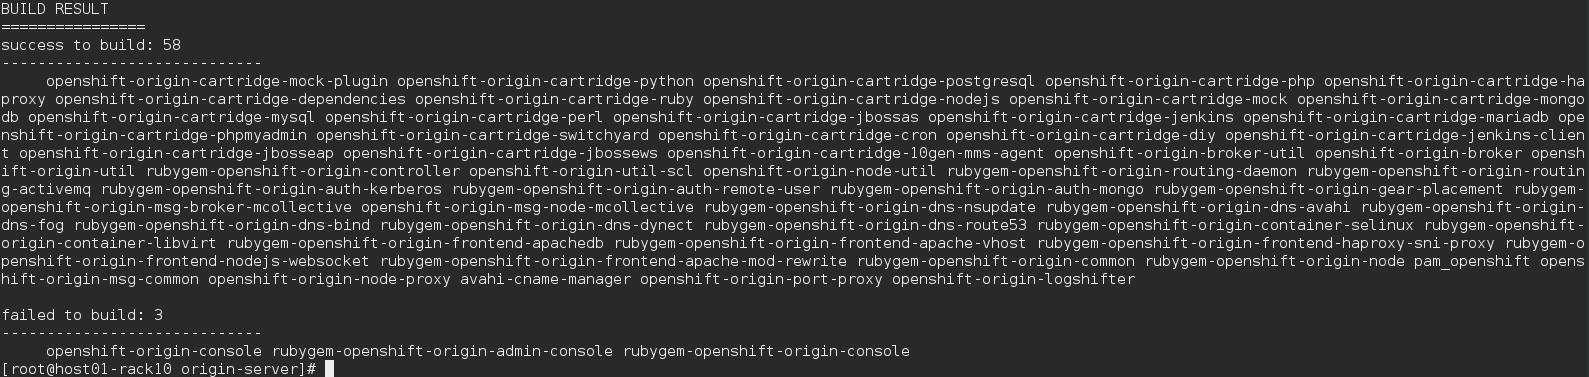 BUILD RESULT
================
success to build: 58
-----------------------------
     openshift-origin-cartridge-mock-plugin openshift-origin-cartridge-python openshift-origin-cartridge-postgresql openshift-origin-cartridge-php openshift-origin-cartridge-ha
proxy openshift-origin-cartridge-dependencies openshift-origin-cartridge-ruby openshift-origin-cartridge-nodejs openshift-origin-cartridge-mock openshift-origin-cartridge-mongo
db openshift-origin-cartridge-mysql openshift-origin-cartridge-perl openshift-origin-cartridge-jbossas openshift-origin-cartridge-jenkins openshift-origin-cartridge-mariadb ope
nshift-origin-cartridge-phpmyadmin openshift-origin-cartridge-switchyard openshift-origin-cartridge-cron openshift-origin-cartridge-diy openshift-origin-cartridge-jenkins-clien
t openshift-origin-cartridge-jbosseap openshift-origin-cartridge-jbossews openshift-origin-cartridge-10gen-mms-agent openshift-origin-broker-util openshift-origin-broker opensh
ift-origin-util rubygem-openshift-origin-controller openshift-origin-util-scl openshift-origin-node-util rubygem-openshift-origin-routing-daemon rubygem-openshift-origin-routin
g-activemq rubygem-openshift-origin-auth-kerberos rubygem-openshift-origin-auth-remote-user rubygem-openshift-origin-auth-mongo rubygem-openshift-origin-gear-placement rubygem-
openshift-origin-msg-broker-mcollective openshift-origin-msg-node-mcollective rubygem-openshift-origin-dns-nsupdate rubygem-openshift-origin-dns-avahi rubygem-openshift-origin-
dns-fog rubygem-openshift-origin-dns-bind rubygem-openshift-origin-dns-dynect rubygem-openshift-origin-dns-route53 rubygem-openshift-origin-container-selinux rubygem-openshift-
origin-container-libvirt rubygem-openshift-origin-frontend-apachedb rubygem-openshift-origin-frontend-apache-vhost rubygem-openshift-origin-frontend-haproxy-sni-proxy rubygem-o
penshift-origin-frontend-nodejs-websocket rubygem-openshift-origin-frontend-apache-mod-rewrite rubygem-openshift-origin-common rubygem-openshift-origin-node pam_openshift opens
hift-origin-msg-common openshift-origin-node-proxy avahi-cname-manager openshift-origin-port-proxy openshift-origin-logshifter

failed to build: 3
-----------------------------
     openshift-origin-console rubygem-openshift-origin-admin-console rubygem-openshift-origin-console
[root@host01-rack10 origin-server]#